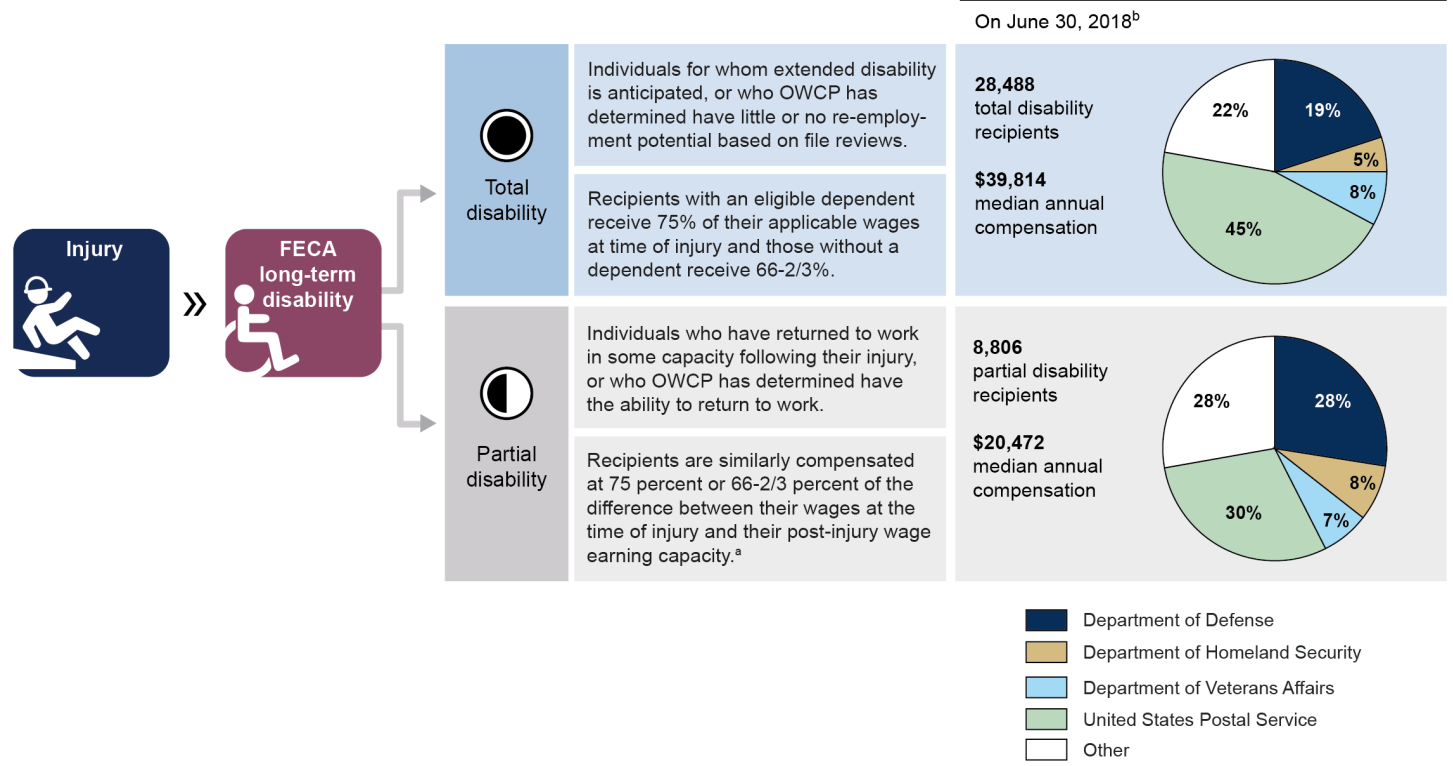 On June 30, 2018b
Injury
FECA
long-term
disability
Total
disability
Individuals for whom extended disability
is anticipated, or who OWCP has
determined have little or no re-employ-
ment potential based on file reviews.
Recipients with an eligible dependent
receive 75% of their applicable wages
at time of injury and those without a
dependent receive 66-2/3%.
28,488
total disability
recipients
$39,814
median annual
compensation
22%
19%
5%
8%
45%
Partial
disability
Individuals who have returned to work
in some capacity following their injury,
or who OWCP has determined have
the ability to return to work.
Recipients are similarly compensated
at 75 percent or 66-2/3 percent of the
difference between their wages at the
time of injury and their post-injury wage
earning capacity.a
8,806
partial disability
recipients
$20,472
median annual
compensation
28%
28%
8%
7%
30%
Department of Defense
Department of Homeland Security
Department of Veterans Affairs
United States Postal Service
Other